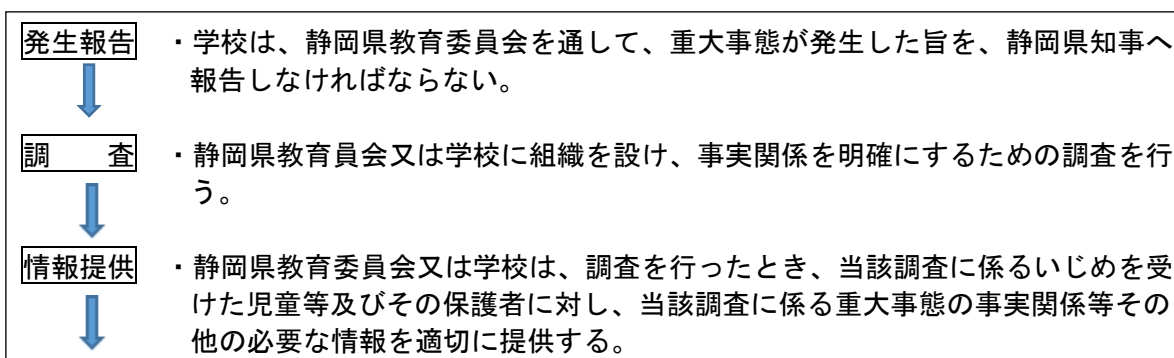 発生報告 ・学校は、静岡県教育委員会を通して、重大事態が発生した旨を、静岡県知事へ
報告しなければならない。
調　　査 ・静岡県教育員会又は学校に組織を設け、事実関係を明確にするための調査を行
う。
情報提供 ・静岡県教育委員会又は学校は、調査を行ったとき、当該調査に係るいじめを受
けた児童等及びその保護者に対し、当該調査に係る重大事態の事実関係等その
他の必要な情報を適切に提供する。